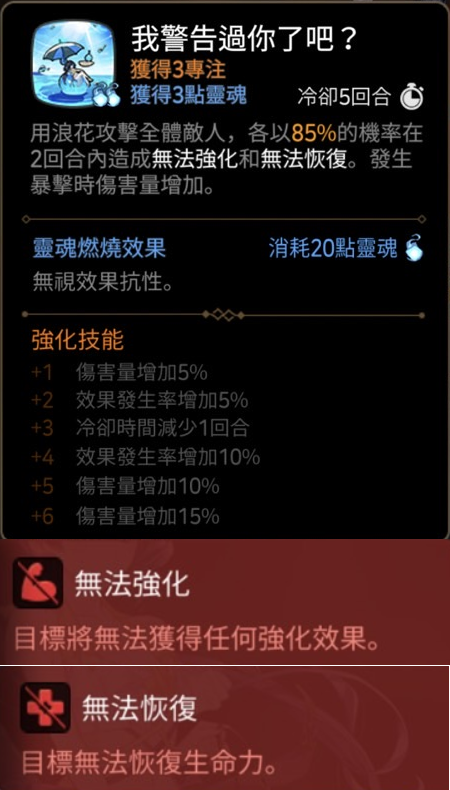 我警告過你了吧？
獲得3專注
獲得3點靈魂
冷卻5回合
用浪花攻擊全體敵人，各以85%的機率在
2回合內造成無法強化和無法恢復。發生
暴擊時傷害量增加。
靈魂燃燒效果
消耗20點靈魂
無視效果抗性。
強化技能
+1 傷害量增加5%
+2 效果發生率增加5%
+3 冷卻時間減少1回合
+4 效果發生率增加10%
+5 傷害量增加10%
+6 傷害量增加15%
無法強化
目標將無法獲得任何強化效果。
無法恢復
目標無法恢復生命力。